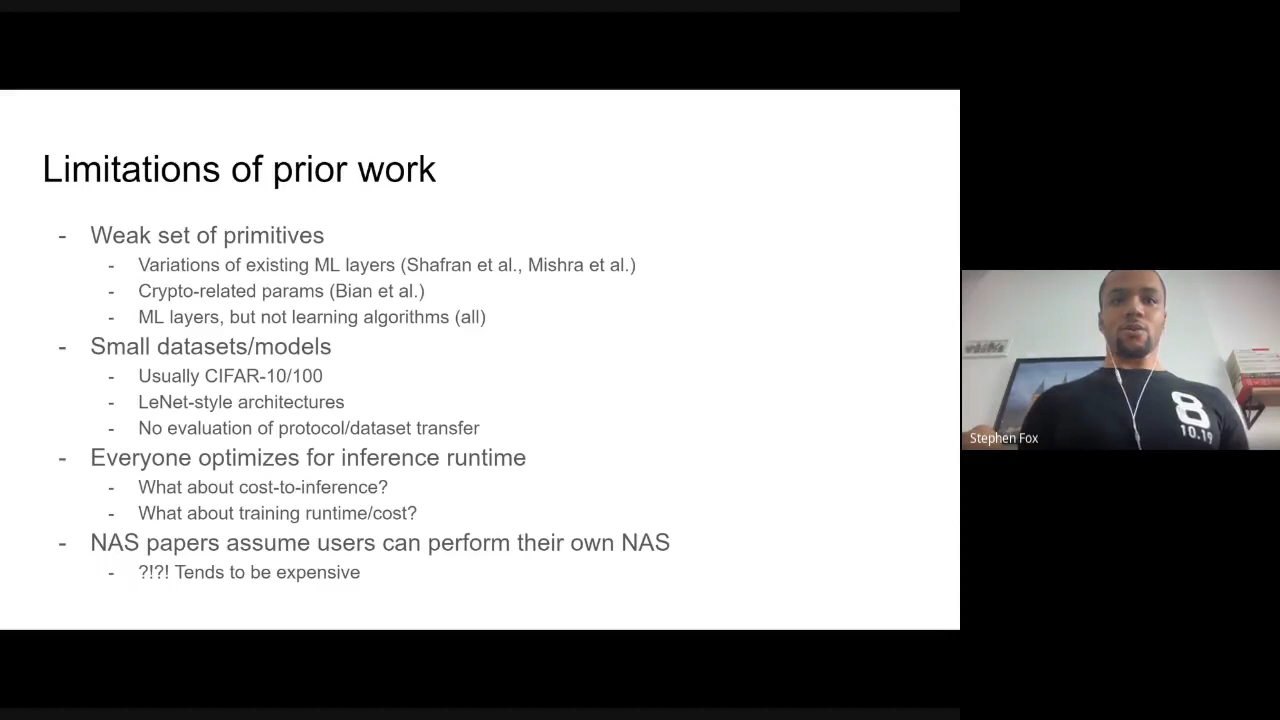 Limitations of prior work
- Weak set of primitives
- Variations of existing ML layers (Shafran et al., Mishra et al.)
- Crypto-related params (Bian et al.)
- ML layers, but not learning algorithms (all)
- Small datasets/models
- Usually CIFAR-10/100
- LeNet-style architectures
- No evaluation of protocol/dataset transfer
- Everyone optimizes for inference runtime
- What about cost-to-inference?
- What about training runtime/cost?
- NAS papers assume users can perform their own NAS
- ?!?! Tends to be expensive
8
10.19
Stephen Fox